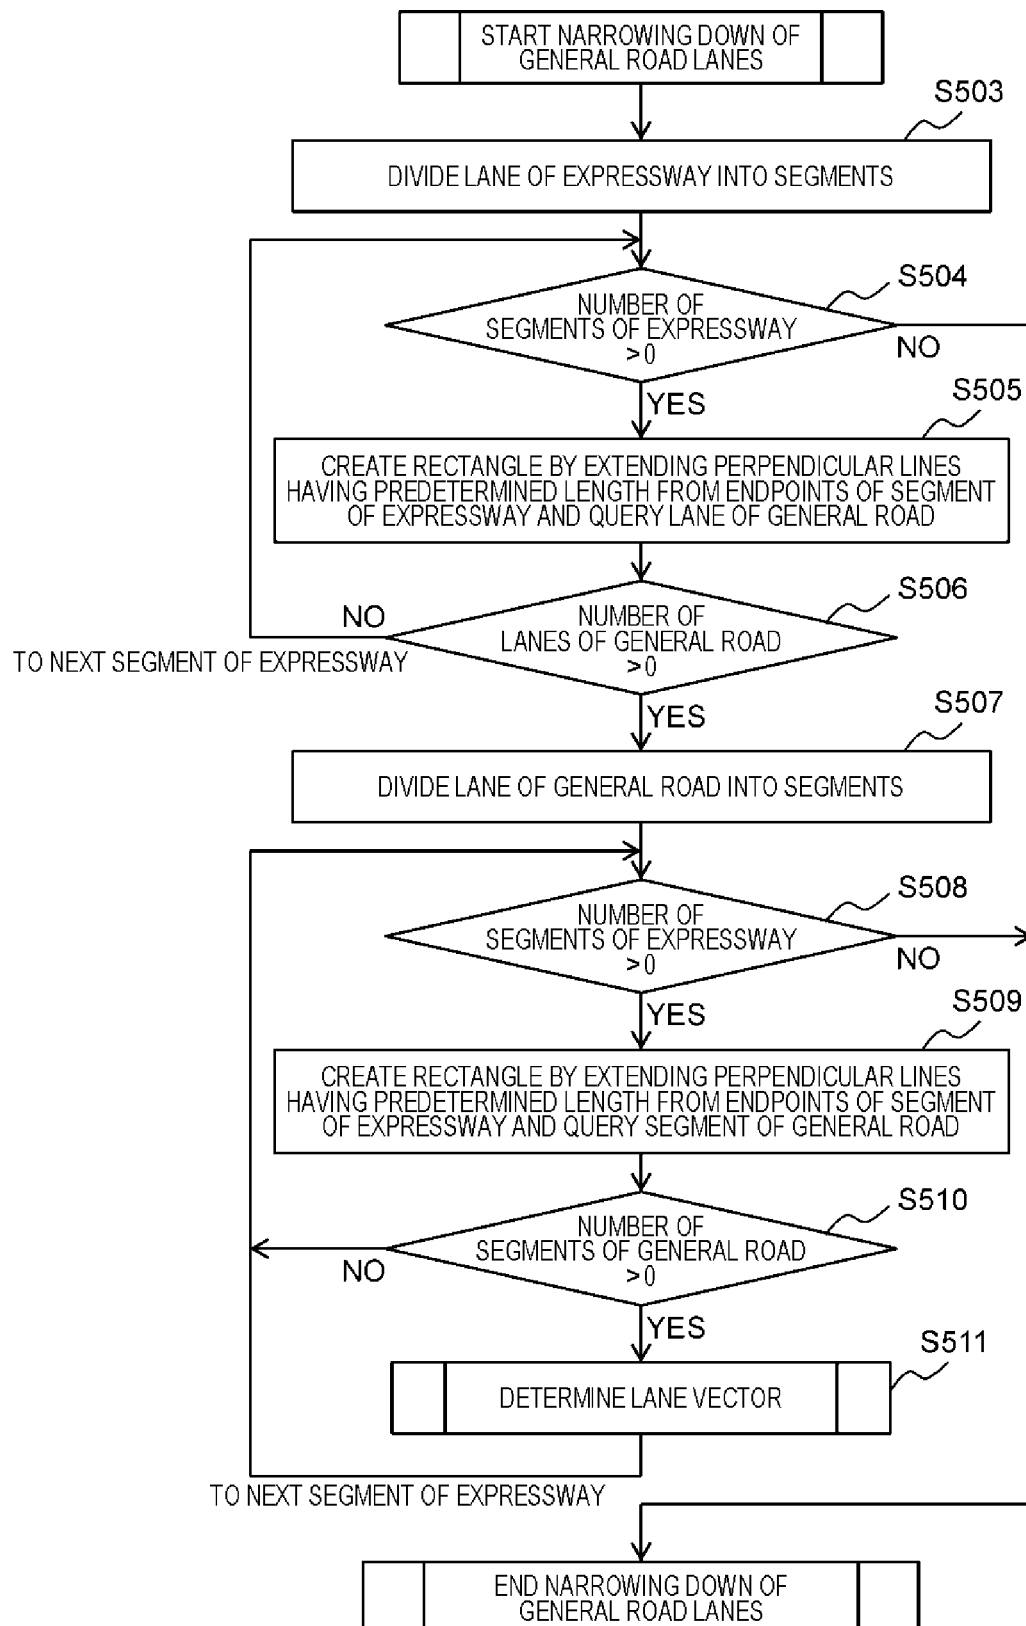 START NARROWING DOWN OF
GENERAL ROAD LANES
S503
DIVIDE LANE OF EXPRESSWAY INTO SEGMENTS
S504
NUMBER OF
SEGMENTS OF EXPRESSWAY
>0
NO
YES
S505
CREATE RECTANGLE BY EXTENDING PERPENDICULAR LINES
HAVING PREDETERMINED LENGTH FROM ENDPOINTS OF SEGMENT
OF EXPRESSWAY AND QUERY LANE OF GENERAL ROAD
S506
NUMBER OF
LANES OF GENERAL ROAD
>0
NO
TO NEXT SEGMENT OF EXPRESSWAY
YES
S507
DIVIDE LANE OF GENERAL ROAD INTO SEGMENTS
S508
NUMBER OF
SEGMENTS OF EXPRESSWAY
>0
NO
YES
S509
CREATE RECTANGLE BY EXTENDING PERPENDICULAR LINES
HAVING PREDETERMINED LENGTH FROM ENDPOINTS OF SEGMENT
OF EXPRESSWAY AND QUERY SEGMENT OF GENERAL ROAD
S510
NUMBER OF
SEGMENTS OF GENERAL ROAD
>0
NO
YES
S511
DETERMINE LANE VECTOR
TO NEXT SEGMENT OF EXPRESSWAY
END NARROWING DOWN OF
GENERAL ROAD LANES